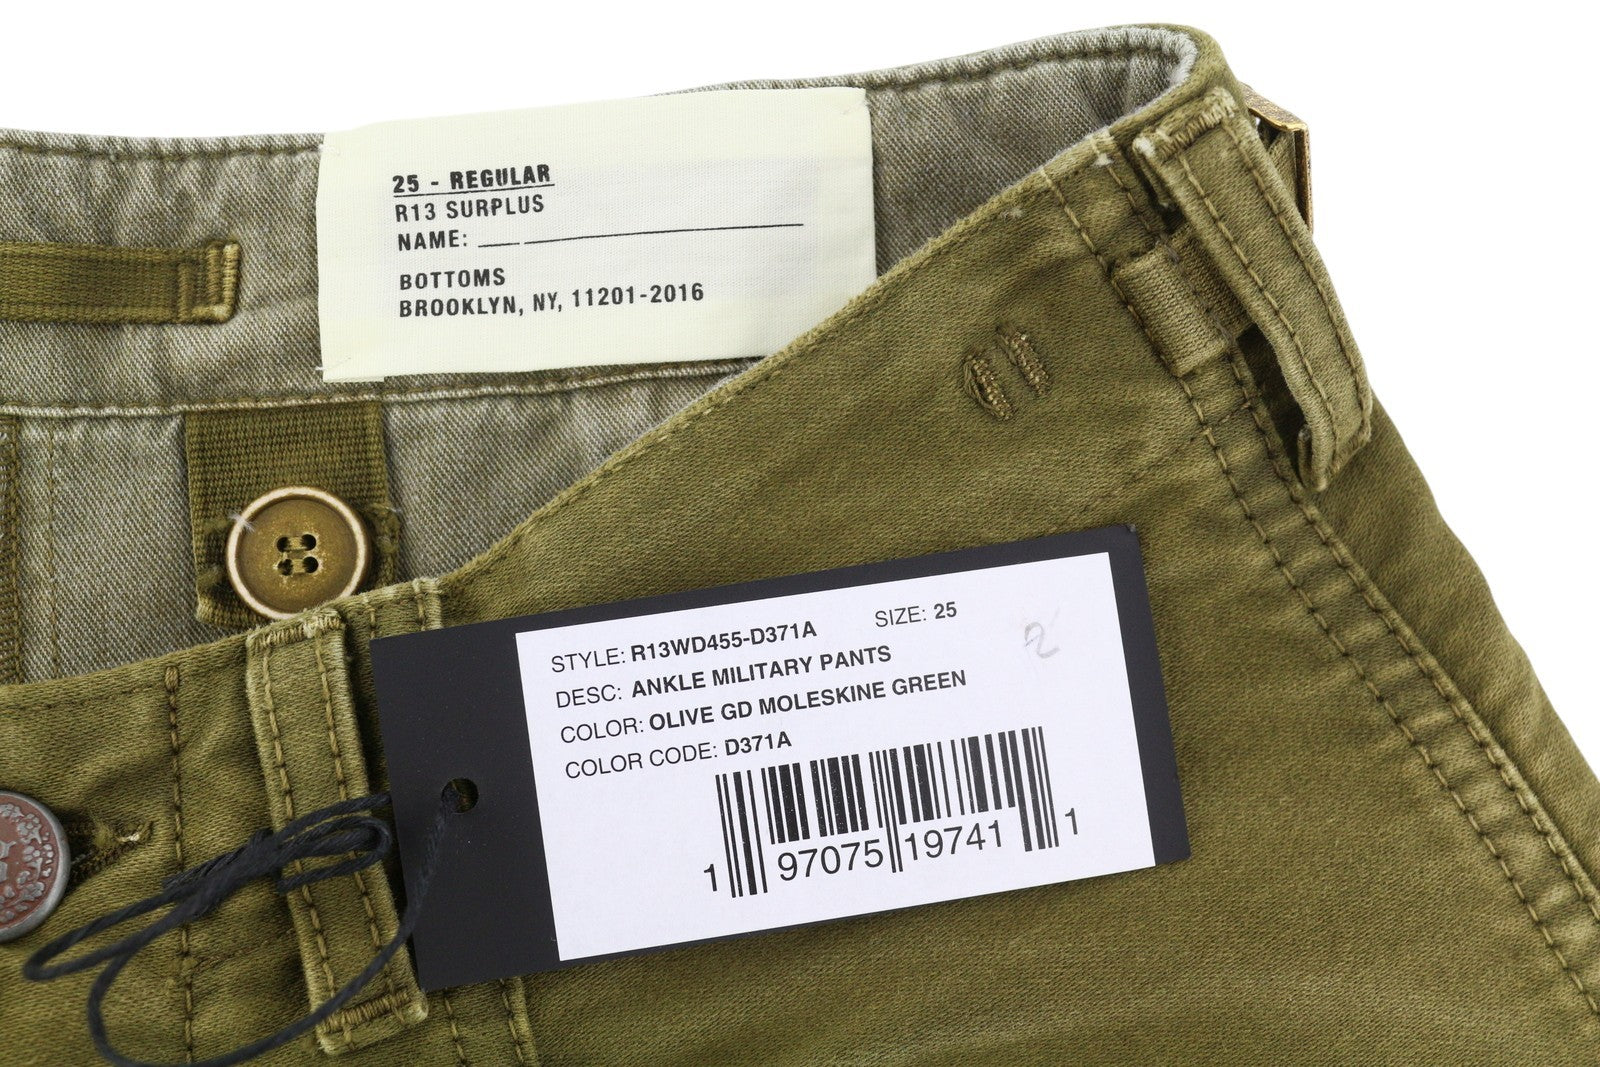 25 - REGULAR
R13 SURPLUS
NAME:
BOTTOMS
BROOKLYN, NY, 11201-2016
STYLE: R13WD455-D371A SIZE: 25
2
DESC: ANKLE MILITARY PANTS
COLOR: OLIVE GD MOLESKINE GREEN
COLOR CODE: D371A
1 97075 19741 1